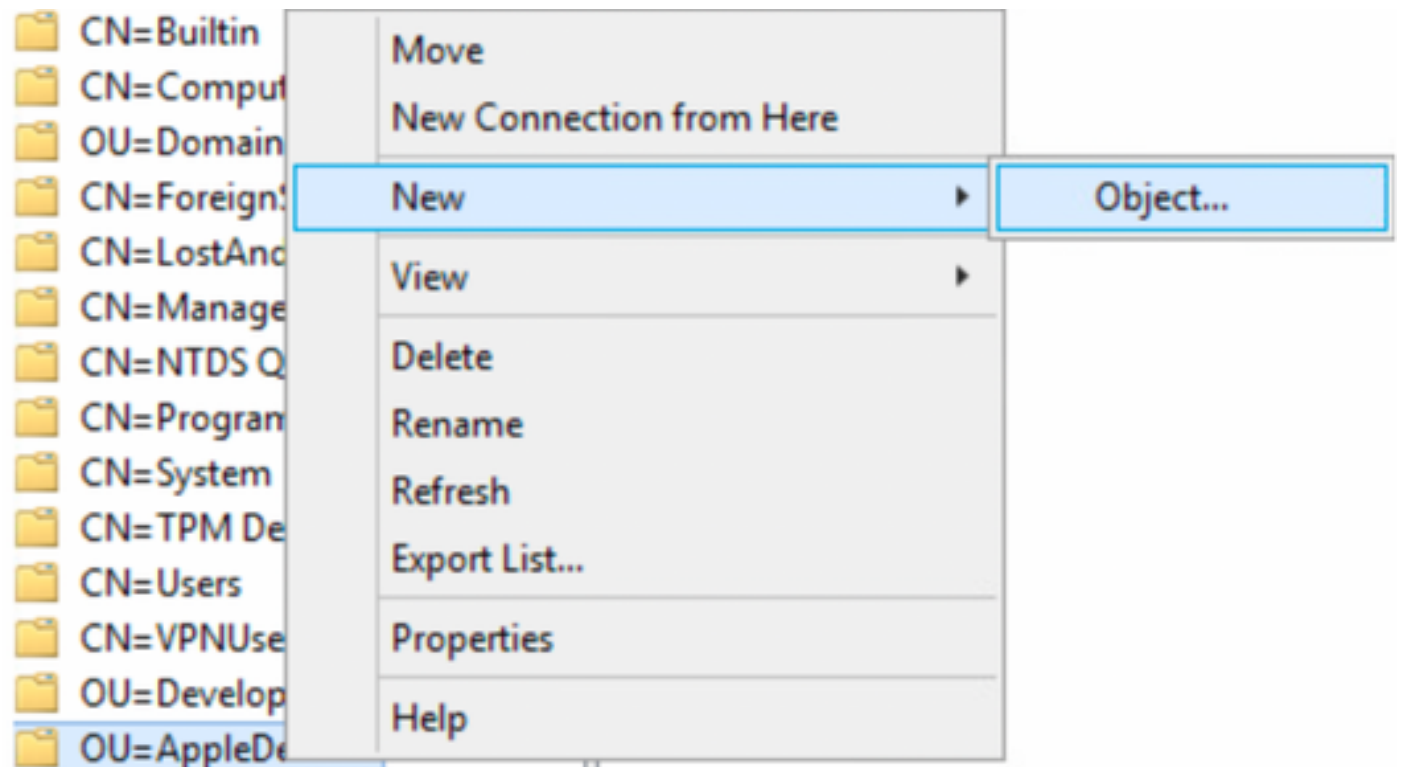 CN=Builtin
CN=Comput
OU=Domain
CN=Foreign
CN=LostAnd
CN=Manage
CN=NTDS Q
CN=Program
CN=System
CN=TPM De
CN=Users
CN=VPNUse
OU=Develop
OU=AppleDe
Move
New Connection from Here
New
View
Delete
Rename
Refresh
Export List...
Properties
Help
Object...